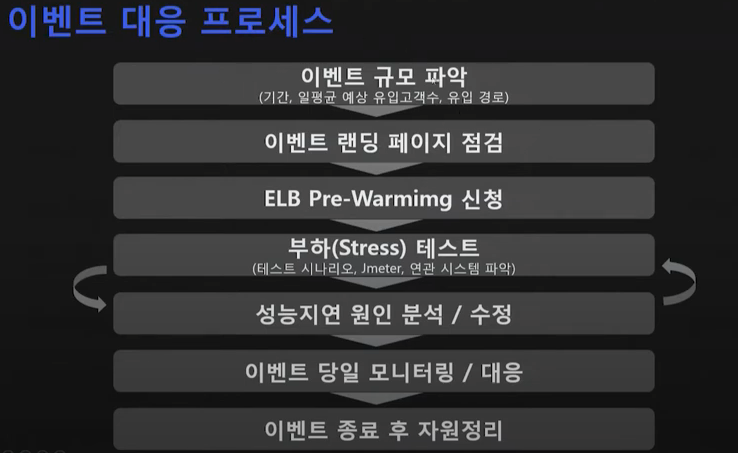 이벤트 대응 프로세스
이벤트 규모 파악
(기간, 일평균 예상 유입고객수, 유입 경로)
이벤트 랜딩 페이지 점검
ELB Pre-Warmimg 신청
부하(Stress) 테스트
(테스트 시나리오, Jmeter, 연관 시스템 파악)
성능지연 원인 분석 / 수정
이벤트 당일 모니터링 / 대응
이벤트 종료 후 자원정리